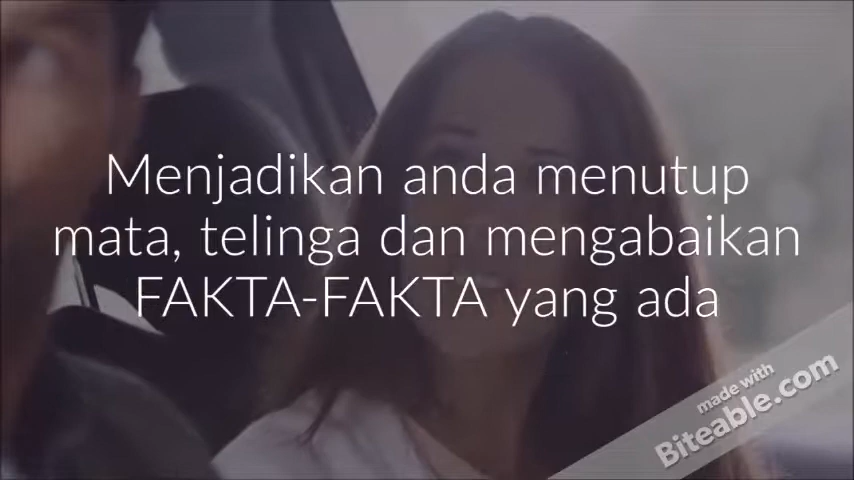 Menjadikan anda menutup
mata, telinga dan mengabaikan
FAKTA-FAKTA yang ada
made with
Biteable.com